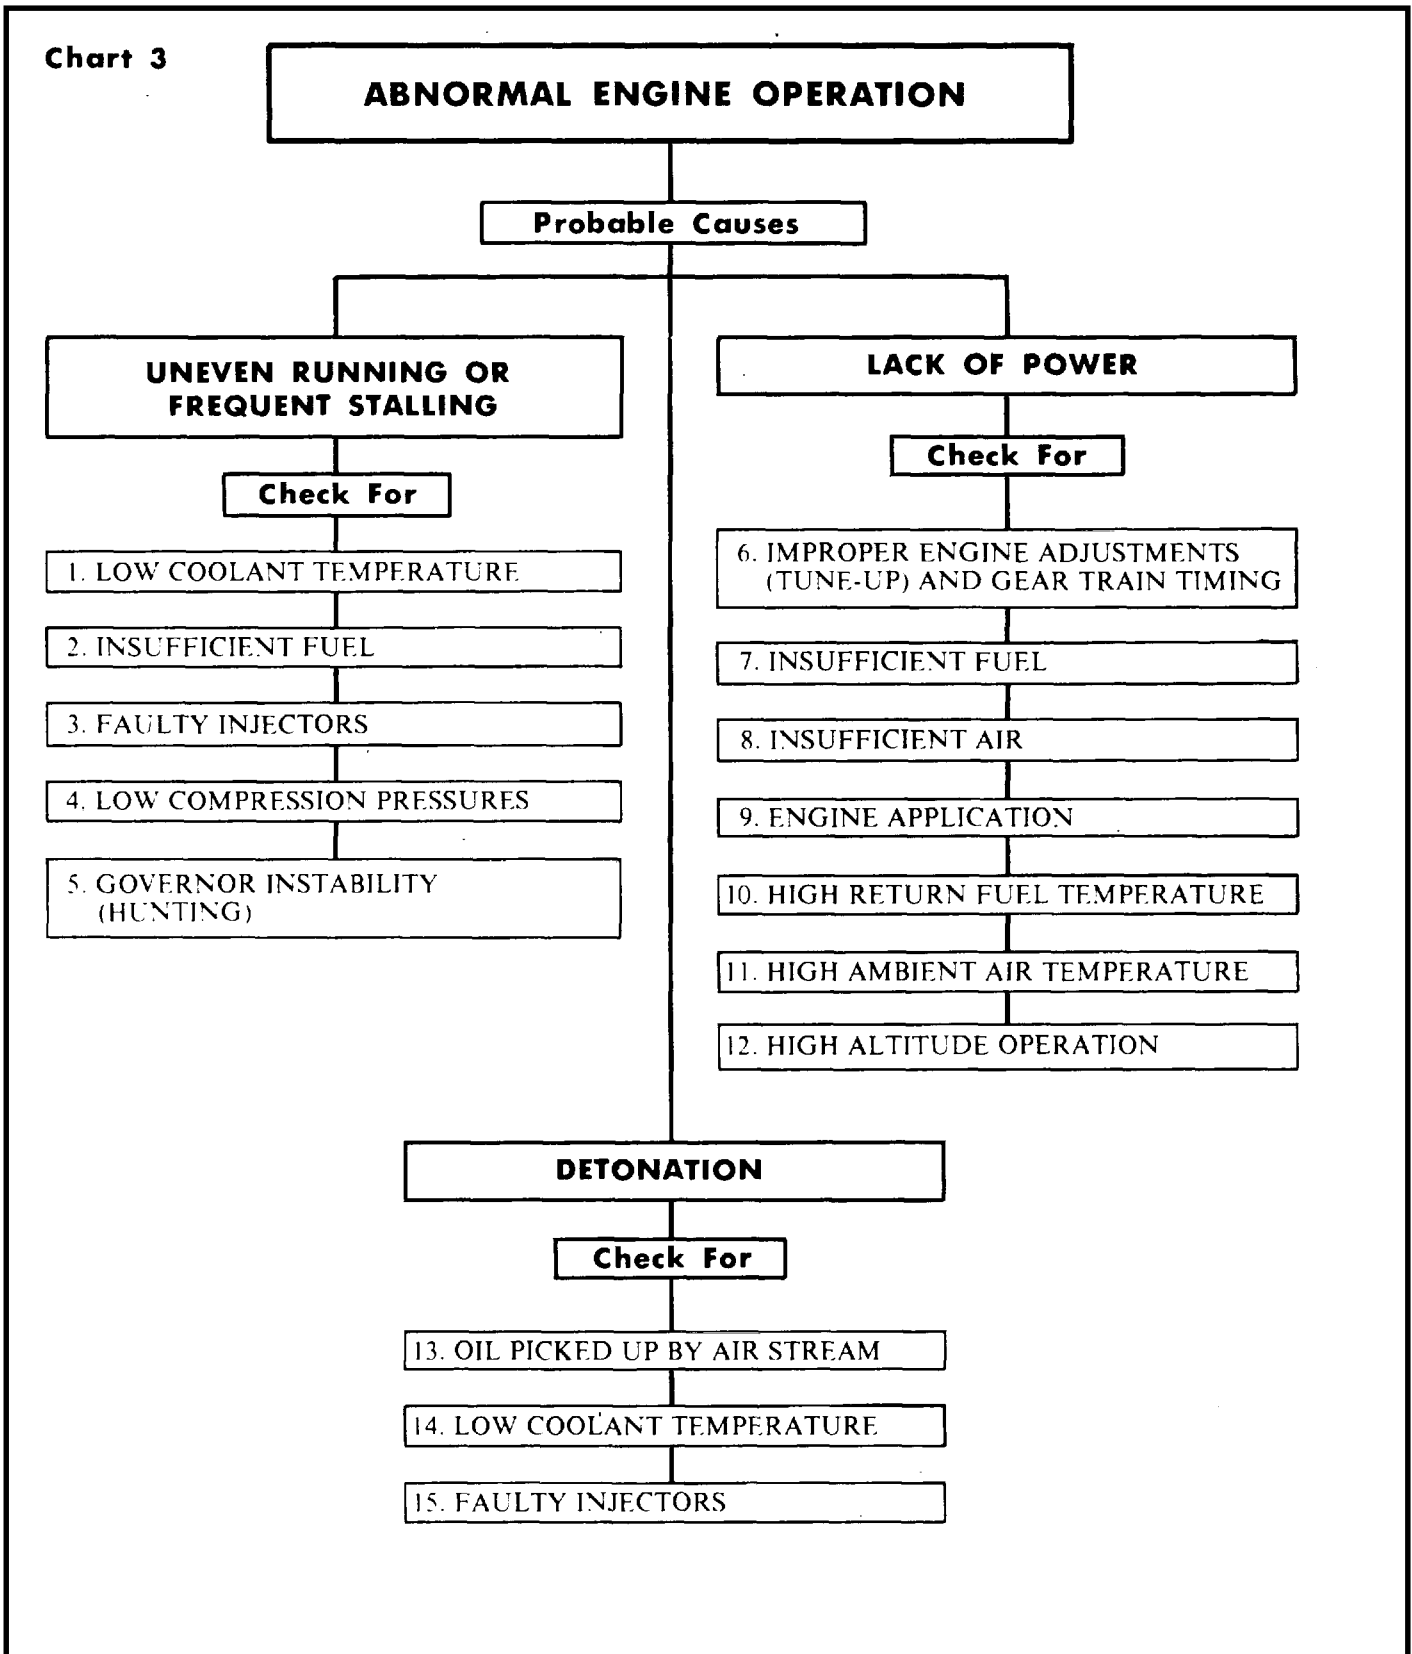 Chart 3
ABNORMAL ENGINE OPERATION
Probable Causes
UNEVEN RUNNING OR
FREQUENT STALLING
Check For
1. LOW COOLANT TEMPERATURE
2. INSUFFICIENT FUEL
3. FAULTY INJECTORS
4. LOW COMPRESSION PRESSURES
5. GOVERNOR INSTABILITY
(HUNTING)
LACK OF POWER
Check For
6. IMPROPER ENGINE ADJUSTMENTS
(TUNE-UP) AND GEAR TRAIN TIMING
7. INSUFFICIENT FUEL
8. INSUFFICIENT AIR
9. ENGINE APPLICATION
10. HIGH RETURN FUEL TEMPERATURE
11. HIGH AMBIENT AIR TEMPERATURE
12. HIGH ALTITUDE OPERATION
DETONATION
Check For
13. OIL PICKED UP BY AIR STREAM
14. LOW COOLANT TEMPERATURE
15. FAULTY INJECTORS